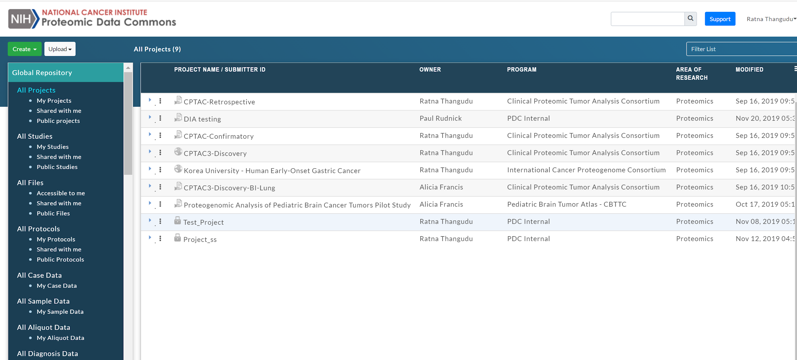 NIH NATIONAL CANCER INSTITUTE
Proteomic Data Commons
Support
Ratna Thangudu
Create
Upload
All Projects (9)
Filter List
Global Repository
All Projects
My Projects
Shared with me
Public projects
All Studies
My Studies
Shared with me
Public Studies
All Files
Accessible to me
Shared with me
Public Files
All Protocols
My Protocols
Shared with me
Public Protocols
All Case Data
My Case Data
All Sample Data
My Sample Data
All Aliquot Data
My Aliquot Data
All Diagnosis Data
PROJECT NAME / SUBMITTER ID OWNER PROGRAM AREA OF RESEARCH MODIFIED
CPTAC-Retrospective Ratna Thangudu Clinical Proteomic Tumor Analysis Consortium Proteomics Sep 16, 2019 09:5
DIA testing Paul Rudnick PDC Internal Proteomics Nov 20, 2019 05:3
CPTAC-Confirmatory Ratna Thangudu Clinical Proteomic Tumor Analysis Consortium Proteomics Sep 16, 2019 09:5
CPTAC3-Discovery Ratna Thangudu Clinical Proteomic Tumor Analysis Consortium Proteomics Sep 16, 2019 09:5
Korea University - Human Early-Onset Gastric Cancer Ratna Thangudu International Cancer Proteogenome Consortium Proteomics Sep 16, 2019 09:5
CPTAC3-Discovery-BI-Lung Alicia Francis Clinical Proteomic Tumor Analysis Consortium Proteomics Sep 16, 2019 10:5
Proteogenomic Analysis of Pediatric Brain Cancer Tumors Pilot Study Alicia Francis Pediatric Brain Tumor Atlas - CBTTC Proteomics Oct 17, 2019 05:1
Test_Project Ratna Thangudu PDC Internal Proteomics Nov 08, 2019 05:
Project_ss Ratna Thangudu PDC Internal Proteomics Nov 12, 2019 04: